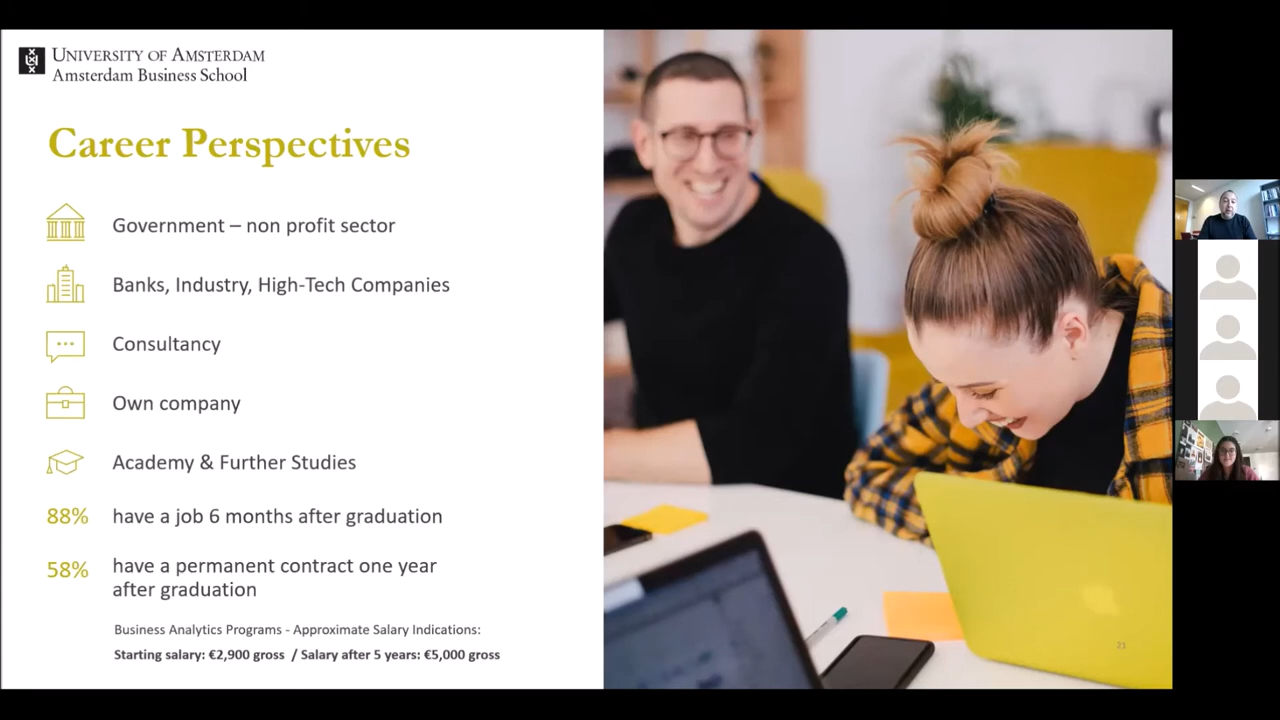 UNIVERSITY OF AMSTERDAM
Amsterdam Business School
Career Perspectives
Government – non profit sector
Banks, Industry, High-Tech Companies
Consultancy
Own company
Academy & Further Studies
88% have a job 6 months after graduation
58% have a permanent contract one year
after graduation
Business Analytics Programs - Approximate Salary Indications:
Starting salary: €2,900 gross / Salary after 5 years: €5,000 gross
21